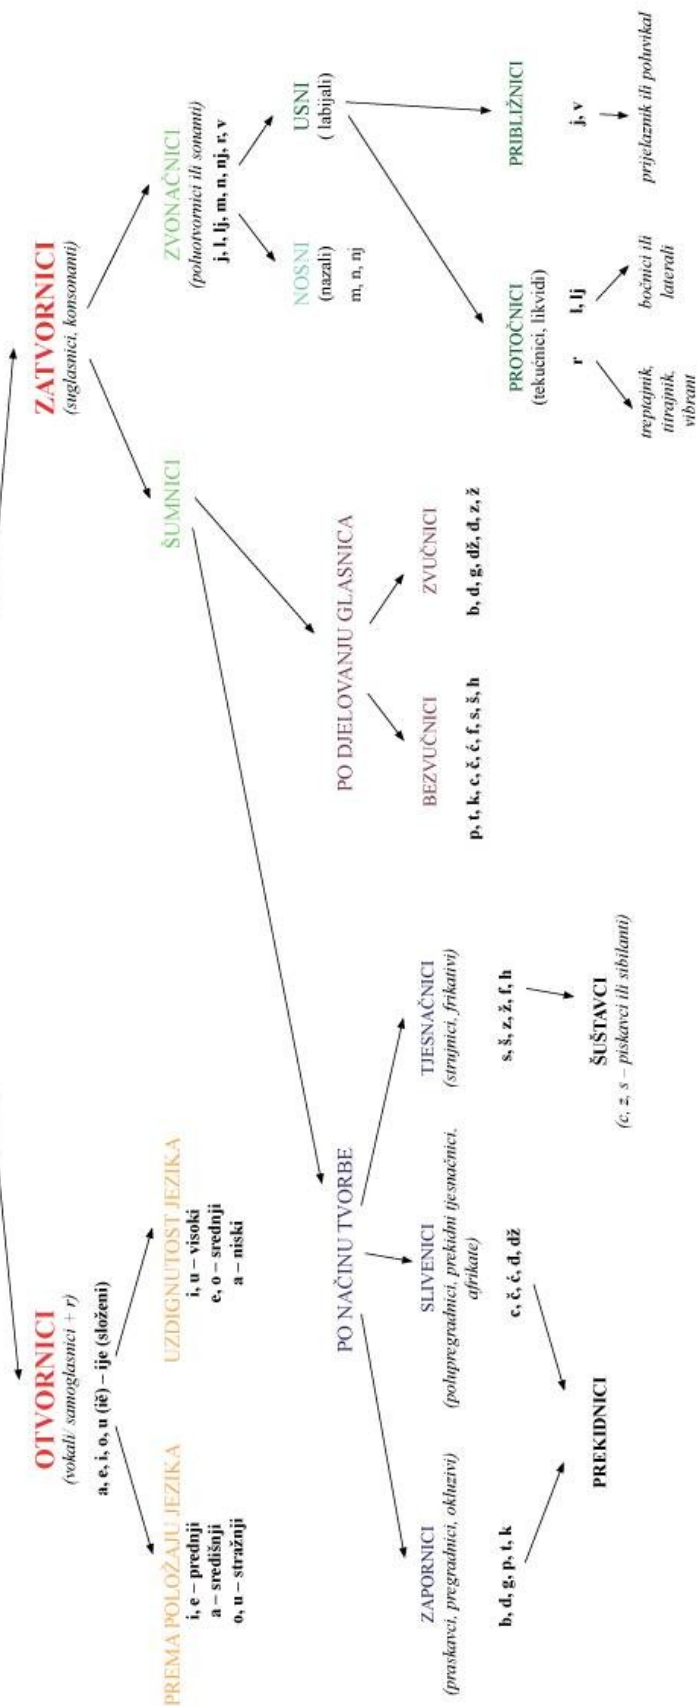 OTVORNICI
(vokali/ samoglasnici + r)
a, e, i, o, u (iě) – ije (složeni)
PREMA POLOŽAJU JEZIKA
i, e – prednji
a – središnji
o, u – stražnji
UZDIGNUTOST JEZIKA
i, u – visoki
e, o – srednji
a – niski
ZATVORNICI
(suglasnici, konsonanti)
ŠUMNICI
ZVONAČNICI
(poluotvornici ili sonanti)
j, l, lj, m, n, nj, r, v
NOSNI
(nazali)
m, n, nj
USNI
( labijali)
PO NAČINU TVORBE
PO DJELOVANJU GLASNICA
ZAPORNICI
(praskavci, pregradnici, okluzivi)
b, d, g, p, t, k
SLIVENICI
(polupregradnici, prekidni tjesnačnici,
afrikate)
c, č, ć, d, dž
TJESNAČNICI
(strujnici, frikativi)
s, š, z, ž, f, h
PREKIDNICI
ŠUŠTAVCI
(c, z, s – piskavci ili sibilanti)
BEZVUČNICI
p, t, k, c, č, ć, f, s, š, h
ZVUČNICI
b, d, g, dž, d, z, ž
PROTOČNICI
(tekućnici, likvidi)
r
l, lj
treptajnik,
titrajnik,
vibrant
bočnici ili
laterali
PRIBLIŽNICI
j, v
prijelaznik ili poluvikal